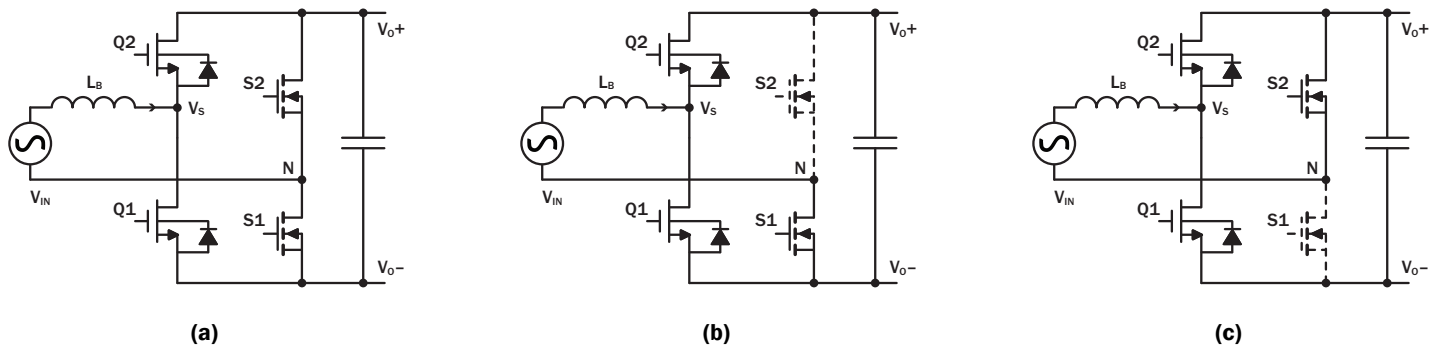 Q2
S2
L_B
V_S
N
V_IN
Q1
S1
V_O+
V_O−
(a)
Q2
S2
L_B
V_S
N
V_IN
Q1
S1
V_O+
V_O−
(b)
Q2
S2
L_B
V_S
N
V_IN
Q1
S1
V_O+
V_O−
(c)